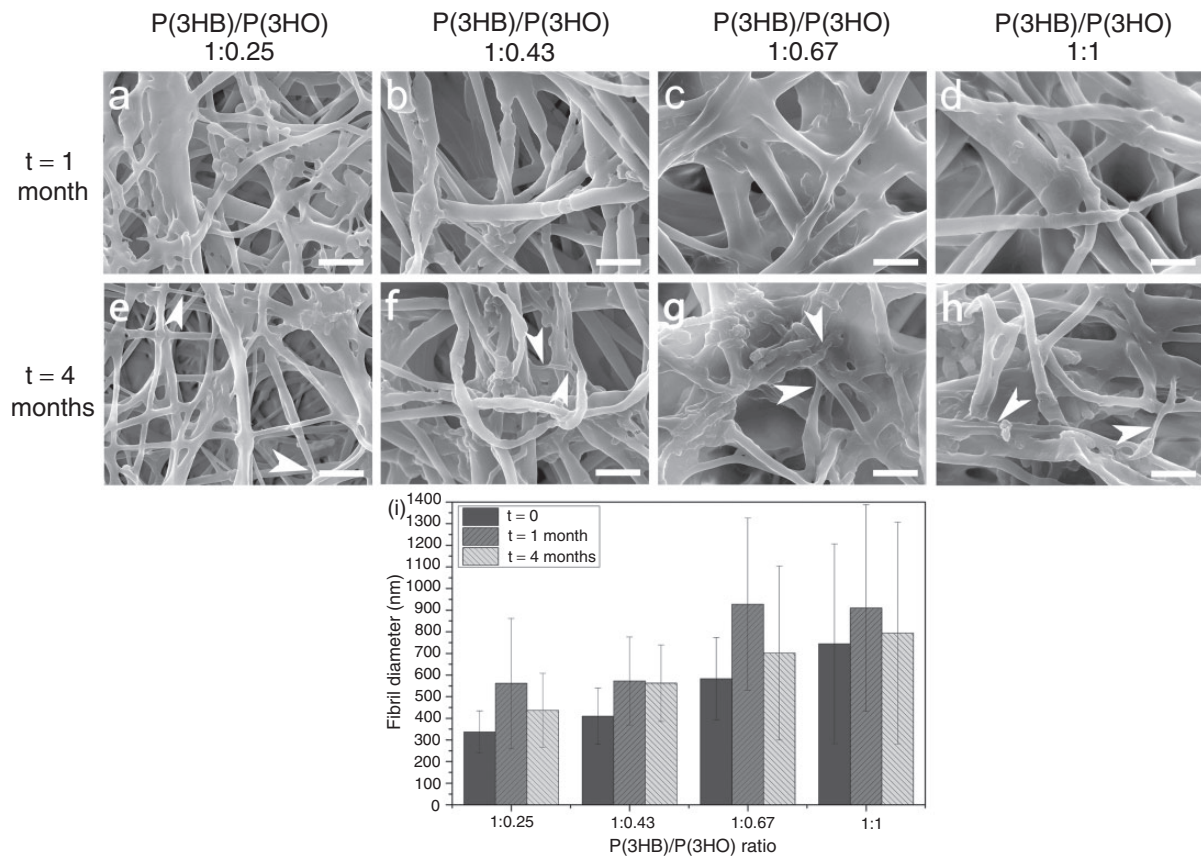 P(3HB)/P(3HO)
1:0.25
P(3HB)/P(3HO)
1:0.43
P(3HB)/P(3HO)
1:0.67
P(3HB)/P(3HO)
1:1
t = 1
month
a
b
c
d
t = 4
months
e
f
g
h
(i)
1400
1300
1200
1100
1000
900
800
700
600
500
400
300
200
100
0
Fibril diameter (nm)
t = 0
t = 1 month
t = 4 months
1:0.25
1:0.43
1:0.67
1:1
P(3HB)/P(3HO) ratio